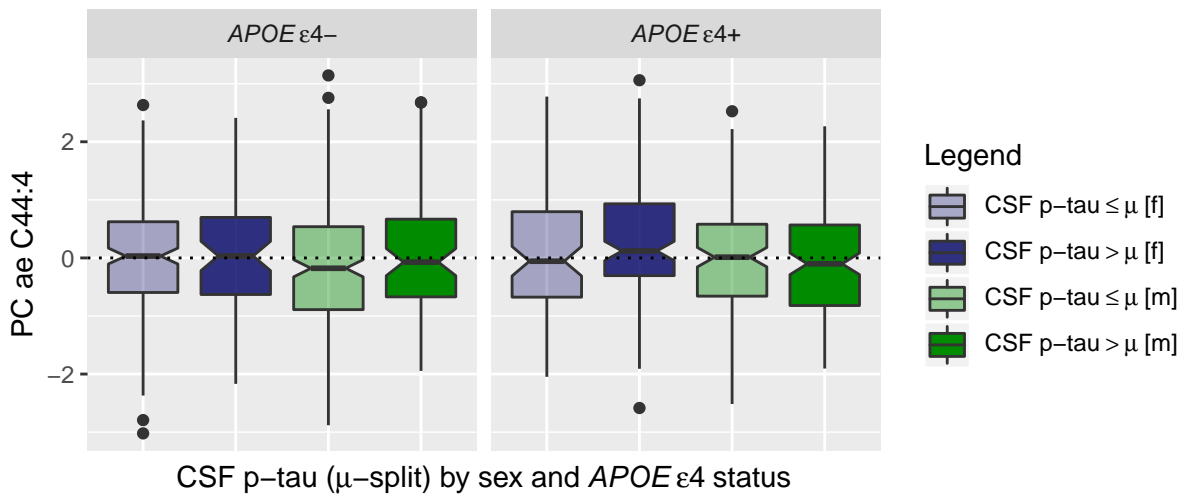 APOE ε4− APOE ε4+
PC ae C44:4
2
0
−2
CSF p−tau (μ−split) by sex and APOE ε4 status
Legend
CSF p−tau ≤ μ [f]
CSF p−tau > μ [f]
CSF p−tau ≤ μ [m]
CSF p−tau > μ [m]